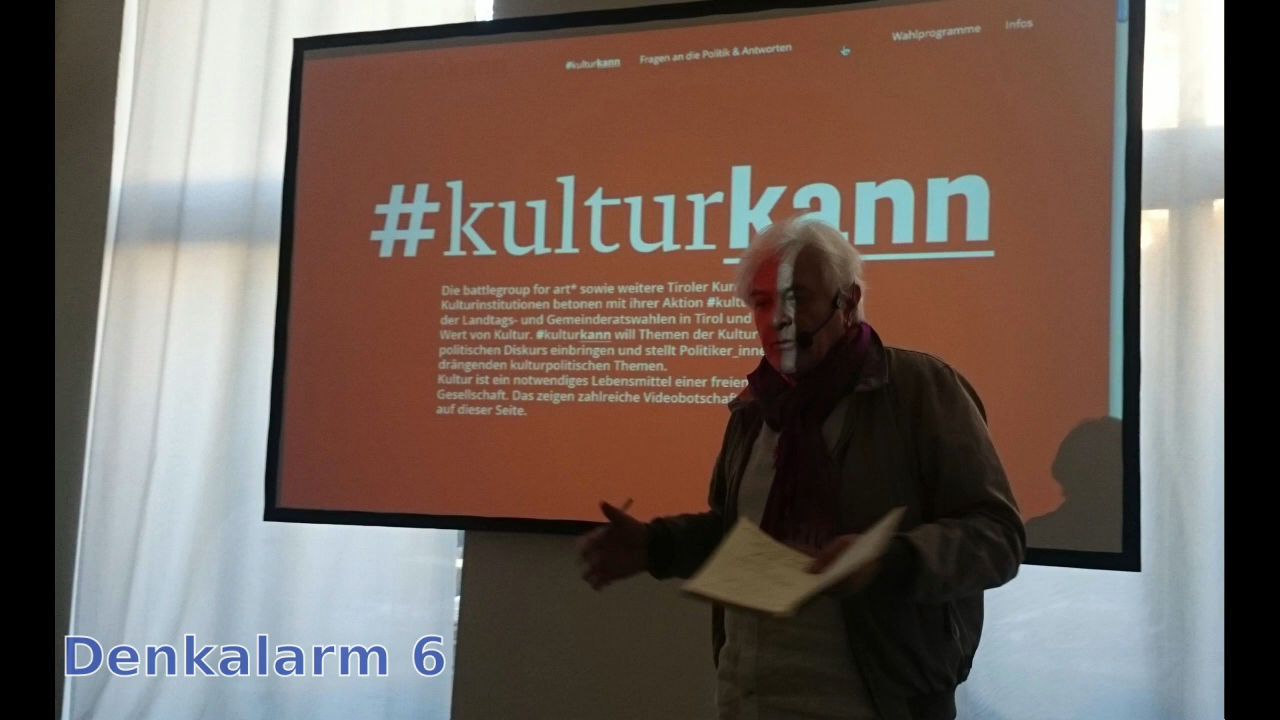 #kulturkann Fragen an die Politik & Antworten Wahlprogramme Infos
#kulturkann
Die battlegroup for art* sowie weitere Tiroler
Kulturinstitutionen betonen mit ihrer Aktion
der Landtags- und Gemeinderatswahlen in Tirol und
Wert von Kultur. #kulturkann will Themen der Kultur
politischen Diskurs einbringen und stellt
drängenden kulturpolitischen Themen.
Kultur ist ein notwendiges Lebensmittel einer freien
Gesellschaft. Das zeigen zahlreiche
auf dieser Seite.
Denkalarm 6